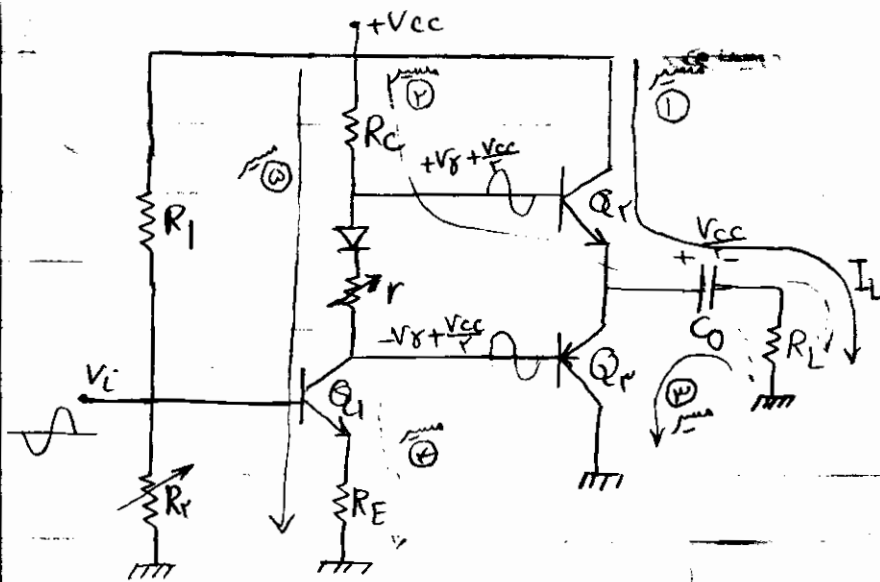 +Vcc
مسیر ①
مسیر ②
Rc
+Vγ + Vcc/۲
مسیر ⑤
R1
Q۲
Vcc/۲
+ -
IL
r
C0
RL
-Vγ + Vcc/۲
Vi
Q1
Q۳
مسیر ③
مسیر ④
R۲
RE